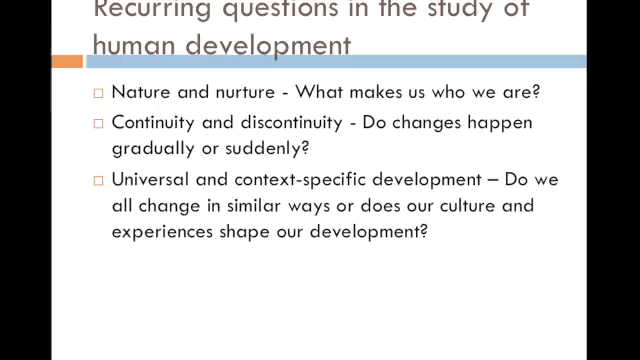 Recurring questions in the study of
human development
Nature and nurture - What makes us who we are?
Continuity and discontinuity - Do changes happen
gradually or suddenly?
Universal and context-specific development – Do we
all change in similar ways or does our culture and
experiences shape our development?